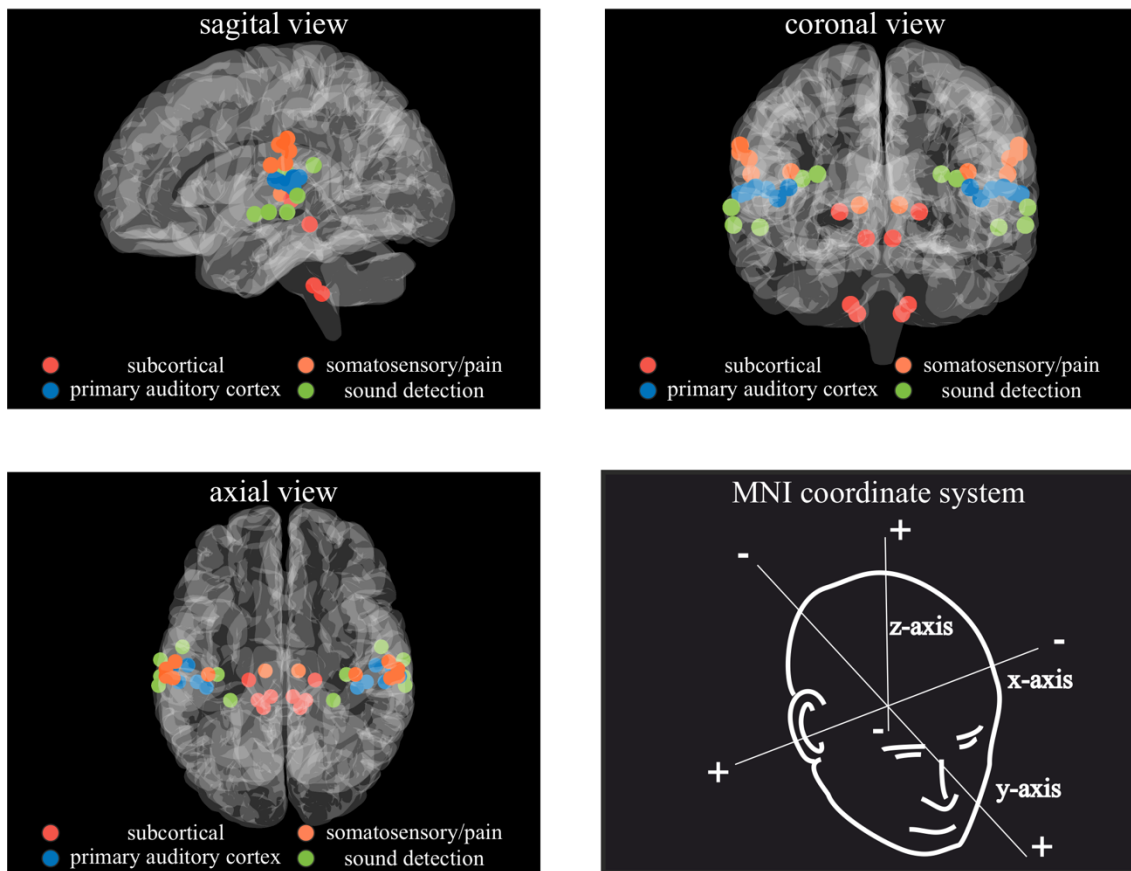 sagital view
subcortical
somatosensory/pain
primary auditory cortex
sound detection
coronal view
subcortical
somatosensory/pain
primary auditory cortex
sound detection
axial view
subcortical
somatosensory/pain
primary auditory cortex
sound detection
MNI coordinate system
+
-
z-axis
-
x-axis
-
+
y-axis
+